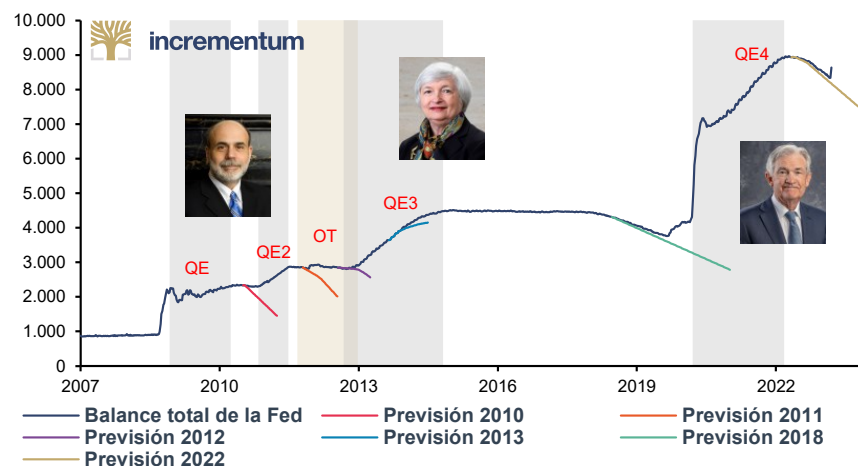 10.000
incrementum
9.000
QE4
8.000
7.000
6.000
5.000
QE3
4.000
OT
QE2
3.000
QE
2.000
1.000
0
2007 2010 2013 2016 2019 2022
Balance total de la Fed Previsión 2010 Previsión 2011
Previsión 2012 Previsión 2013 Previsión 2018
Previsión 2022